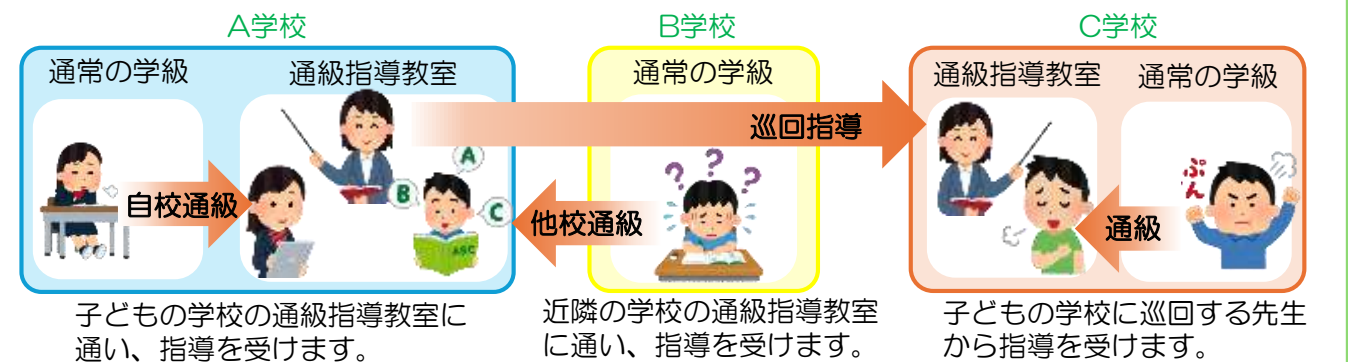 A学校
通常の学級
通級指導教室
自校通級
A
B
C
ABC
子どもの学校の通級指導教室に
通い、指導を受けます。
B学校
通常の学級
巡回指導
他校通級
???
近隣の学校の通級指導教室
に通い、指導を受けます。
C学校
通級指導教室
通常の学級
通級
ぷん
子どもの学校に巡回する先生
から指導を受けます。